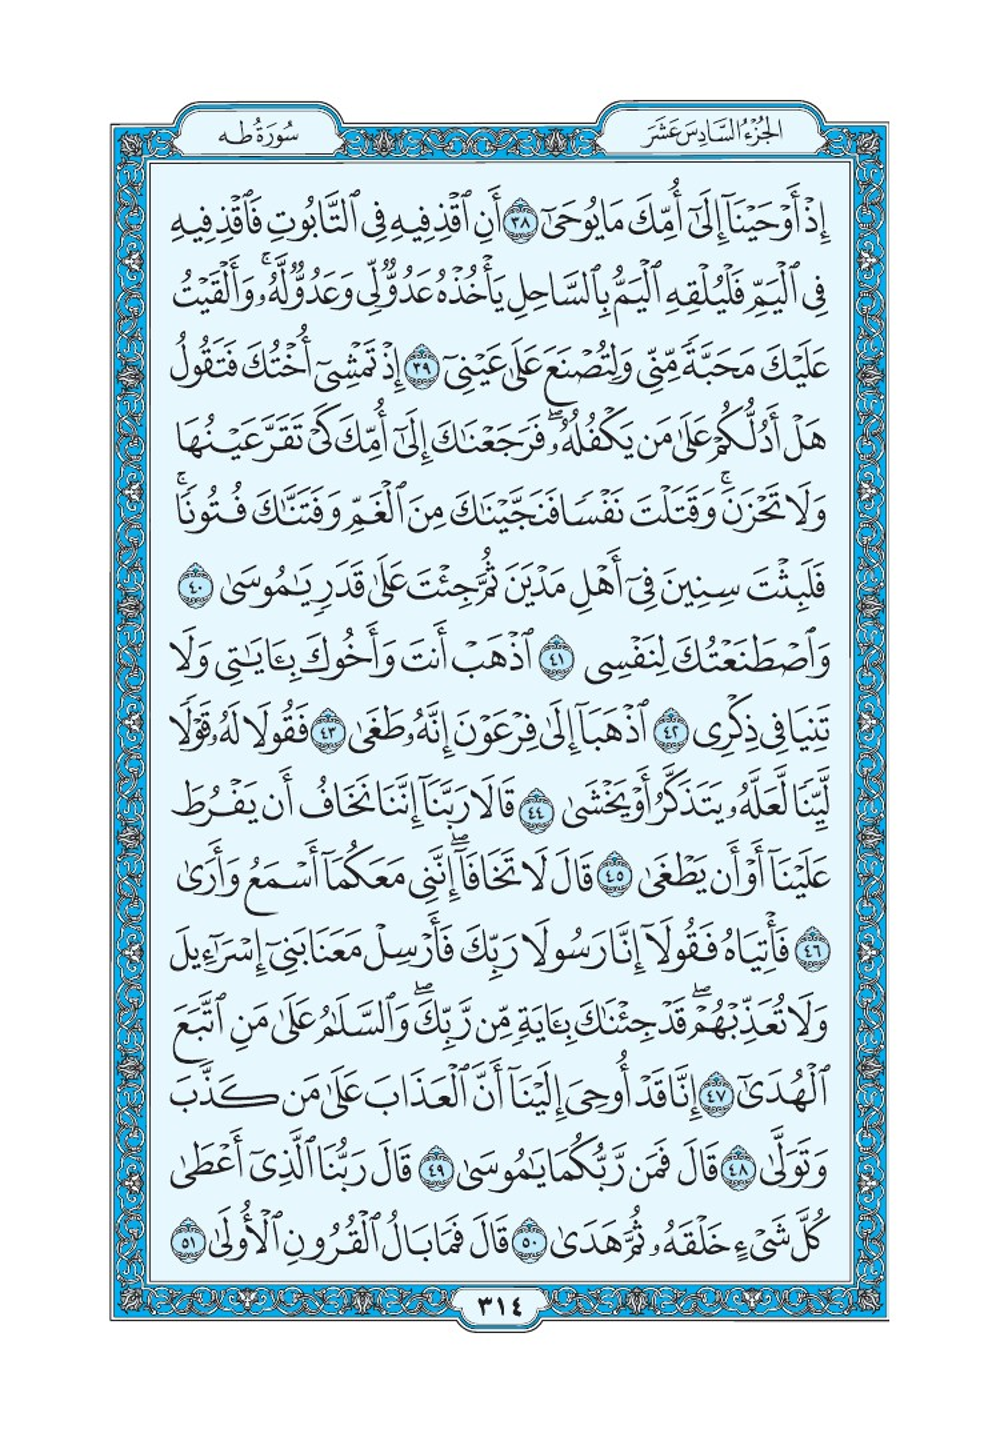 الجُزْءُ السَّادِسَ عَشَرَ
سُورَةُ طه
إِذۡ أَوۡحَيۡنَآ إِلَىٰٓ أُمِّكَ مَا يُوحَىٰٓ ٣٨ أَنِ ٱقۡذِفِيهِ فِي ٱلتَّابُوتِ فَٱقۡذِفِيهِ
فِي ٱلۡيَمِّ فَلۡيُلۡقِهِ ٱلۡيَمُّ بِٱلسَّاحِلِ يَأۡخُذۡهُ عَدُوّٞ لِّي وَعَدُوّٞ لَّهُۥۚ وَأَلۡقَيۡتُ
عَلَيۡكَ مَحَبَّةٗ مِّنِّي وَلِتُصۡنَعَ عَلَىٰ عَيۡنِيٓ ٣٩ إِذۡ تَمۡشِيٓ أُخۡتُكَ فَتَقُولُ
هَلۡ أَدُلُّكُمۡ عَلَىٰ مَن يَكۡفُلُهُۥۖ فَرَجَعۡنَٰكَ إِلَىٰٓ أُمِّكَ كَيۡ تَقَرَّ عَيۡنُهَا
وَلَا تَحۡزَنَۚ وَقَتَلۡتَ نَفۡسٗا فَنَجَّيۡنَٰكَ مِنَ ٱلۡغَمِّ وَفَتَنَّٰكَ فُتُونٗاۚ
فَلَبِثۡتَ سِنِينَ فِيٓ أَهۡلِ مَدۡيَنَ ثُمَّ جِئۡتَ عَلَىٰ قَدَرٖ يَٰمُوسَىٰ ٤٠
وَٱصۡطَنَعۡتُكَ لِنَفۡسِي ٤١ ٱذۡهَبۡ أَنتَ وَأَخُوكَ بِـَٔايَٰتِي وَلَا
تَنِيَا فِي ذِكۡرِي ٤٢ ٱذۡهَبَآ إِلَىٰ فِرۡعَوۡنَ إِنَّهُۥ طَغَىٰ ٤٣ فَقُولَا لَهُۥ قَوۡلٗا
لَّيِّنٗا لَّعَلَّهُۥ يَتَذَكَّرُ أَوۡ يَخۡشَىٰ ٤٤ قَالَا رَبَّنَآ إِنَّنَا نَخَافُ أَن يَفۡرُطَ
عَلَيۡنَآ أَوۡ أَن يَطۡغَىٰ ٤٥ قَالَ لَا تَخَافَآۖ إِنَّنِي مَعَكُمَآ أَسۡمَعُ وَأَرَىٰ
٤٦ فَأۡتِيَاهُ فَقُولَآ إِنَّا رَسُولَا رَبِّكَ فَأَرۡسِلۡ مَعَنَا بَنِيٓ إِسۡرَٰٓءِيلَ
وَلَا تُعَذِّبۡهُمۡۖ قَدۡ جِئۡنَٰكَ بِـَٔايَةٖ مِّن رَّبِّكَۖ وَٱلسَّلَٰمُ عَلَىٰ مَنِ ٱتَّبَعَ
ٱلۡهُدَىٰٓ ٤٧ إِنَّا قَدۡ أُوحِيَ إِلَيۡنَآ أَنَّ ٱلۡعَذَابَ عَلَىٰ مَن كَذَّبَ
وَتَوَلَّىٰ ٤٨ قَالَ فَمَن رَّبُّكُمَا يَٰمُوسَىٰ ٤٩ قَالَ رَبُّنَا ٱلَّذِيٓ أَعۡطَىٰ
كُلَّ شَيۡءٍ خَلۡقَهُۥ ثُمَّ هَدَىٰ ٥٠ قَالَ فَمَا بَالُ ٱلۡقُرُونِ ٱلۡأُولَىٰ ٥١
٣١٤